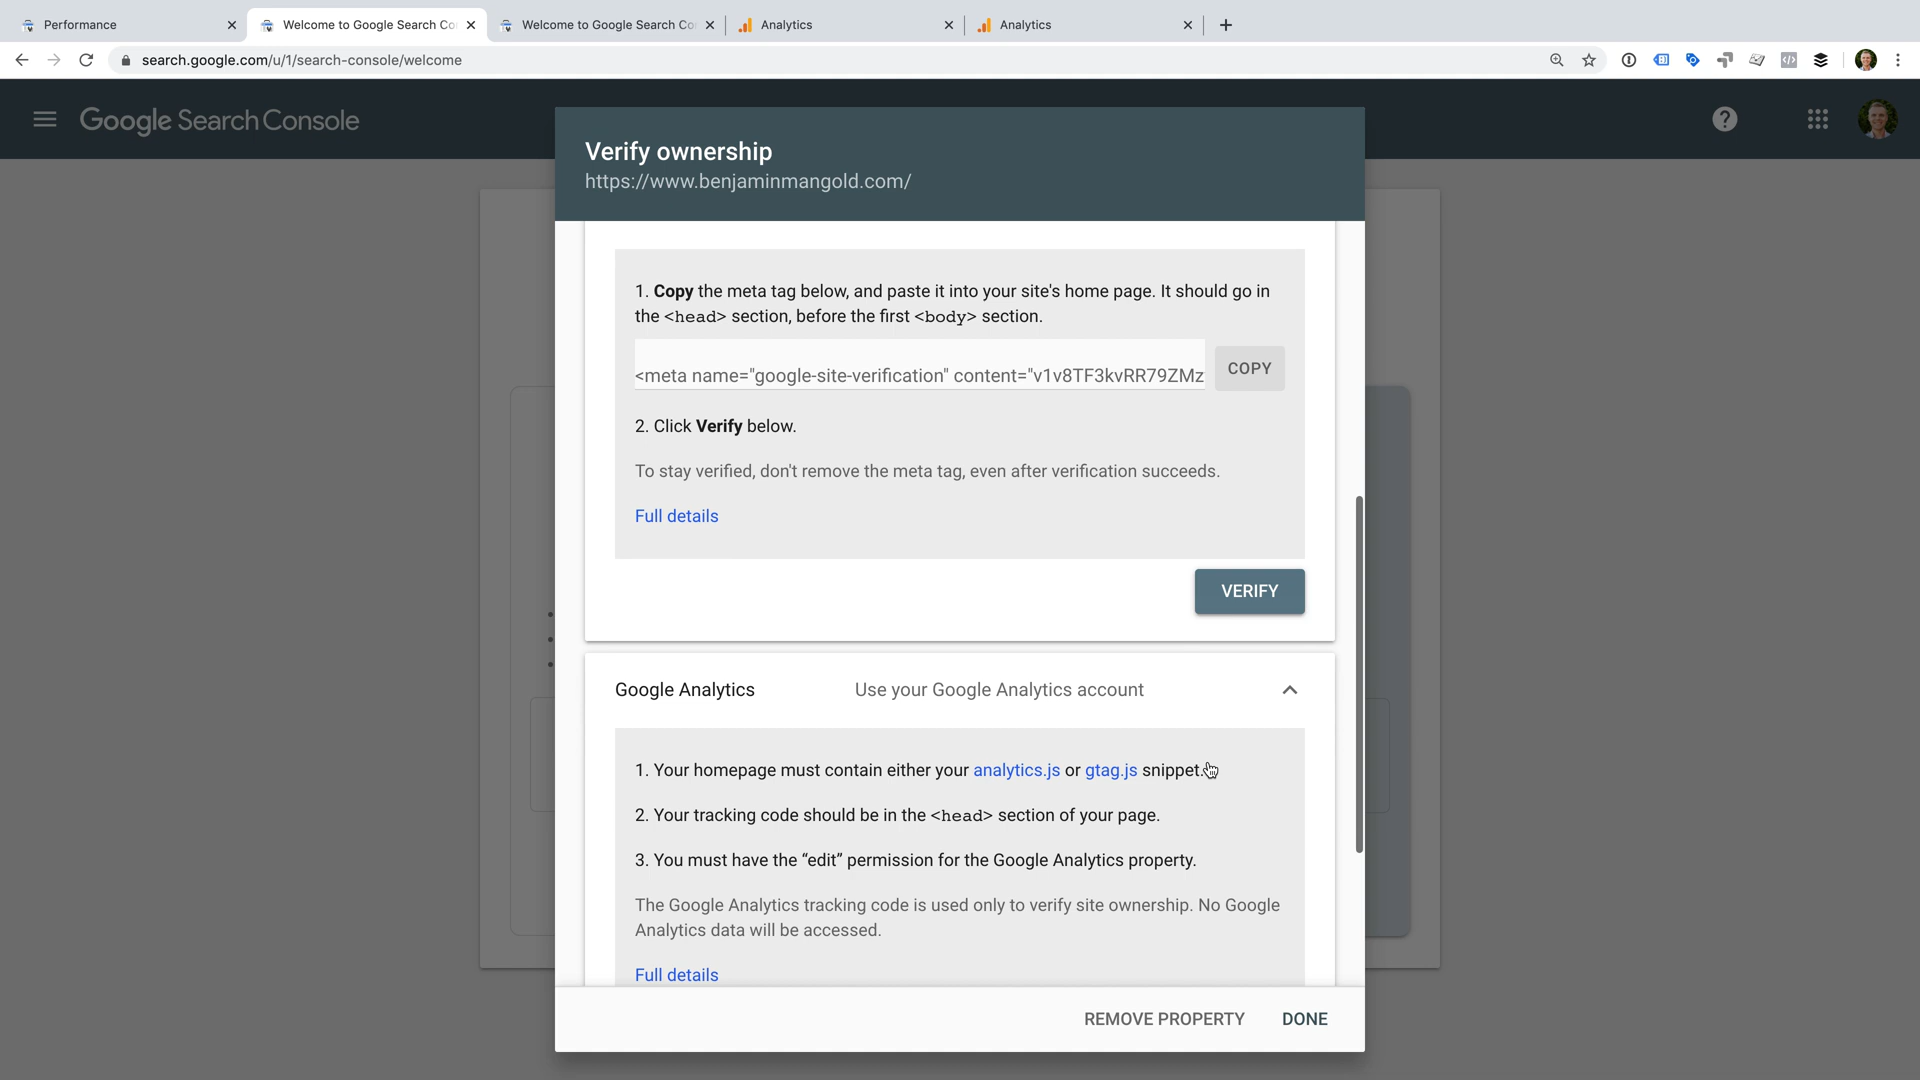 Performance
Welcome to Google Search Co
Welcome to Google Search Co
Analytics
Analytics
search.google.com/u/1/search-console/welcome
Google Search Console
Verify ownership
https://www.benjaminmangold.com/
1. Copy the meta tag below, and paste it into your site's home page. It should go in
the <head> section, before the first <body> section.
<meta name="google-site-verification" content="v1v8TF3kvRR79ZMz
COPY
2. Click Verify below.
To stay verified, don't remove the meta tag, even after verification succeeds.
Full details
VERIFY
Google Analytics
Use your Google Analytics account
1. Your homepage must contain either your analytics.js or gtag.js snippet.
2. Your tracking code should be in the <head> section of your page.
3. You must have the “edit” permission for the Google Analytics property.
The Google Analytics tracking code is used only to verify site ownership. No Google
Analytics data will be accessed.
Full details
REMOVE PROPERTY
DONE